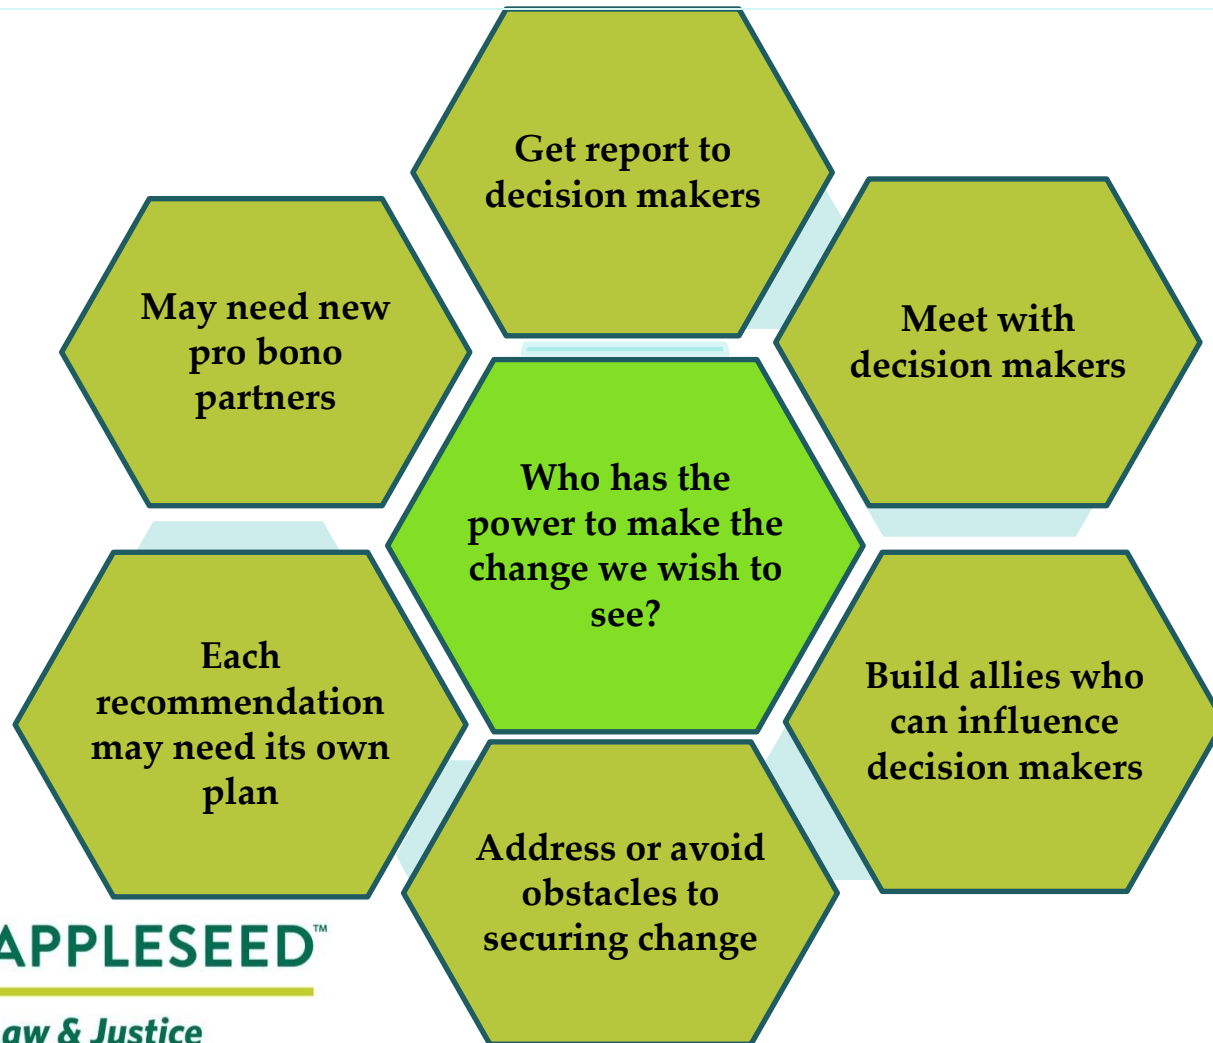 Get report to
decision makers
Meet with
decision makers
May need new
pro bono
partners
Who has the
power to make the
change we wish to
see?
Each
recommendation
may need its own
plan
Build allies who
can influence
decision makers
Address or avoid
obstacles to
securing change
APPLESEED™
aw & Justice